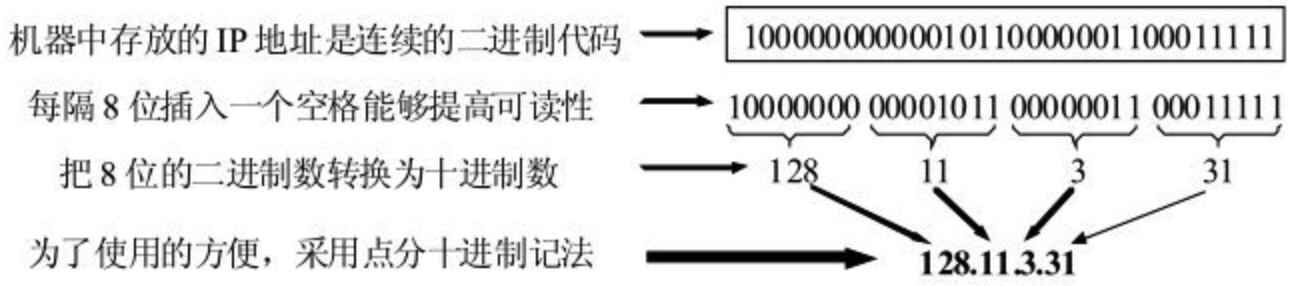 机器中存放的 IP 地址是连续的二进制代码 10000000000010110000001100011111
每隔 8 位插入一个空格能够提高可读性 10000000 00001011 00000011 00011111
把 8 位的二进制数转换为十进制数 128 11 3 31
为了使用的方便，采用点分十进制记法 128.11.3.31